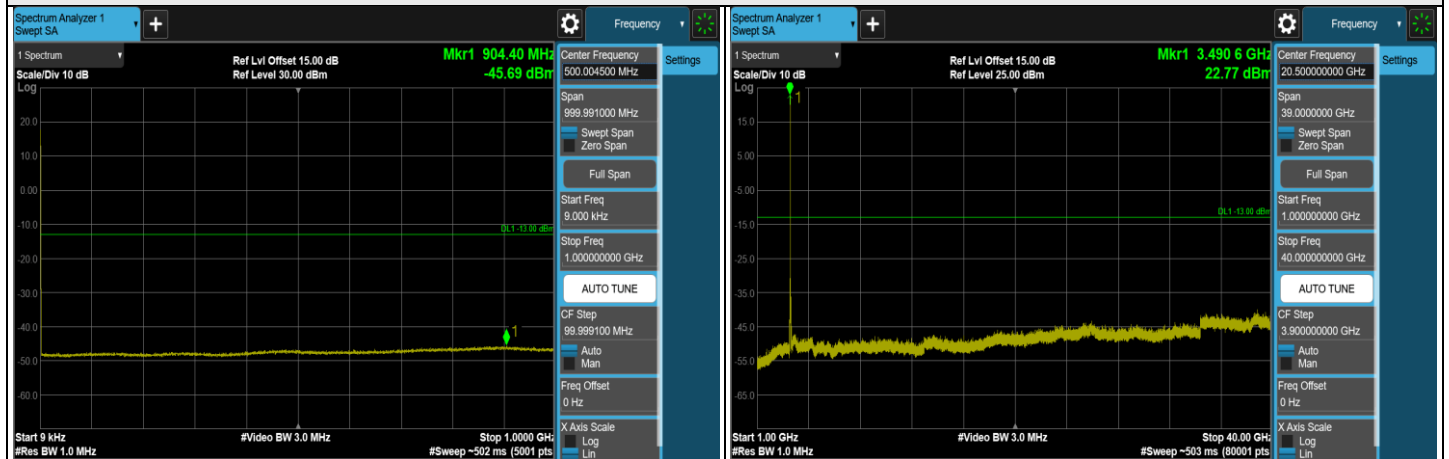 Spectrum Analyzer 1
Swept SA
+
Frequency
1 Spectrum
Scale/Div 10 dB
Log
Ref Lvl Offset 15.00 dB
Ref Level 30.00 dBm
Mkr1 904.40 MHz
-45.69 dBm
20.0
10.0
0.00
-10.0
-20.0
-30.0
-40.0
-50.0
-60.0
DL1 -13.00 dBm
1
Start 9 kHz
#Res BW 1.0 MHz
#Video BW 3.0 MHz
Stop 1.0000 GHz
#Sweep ~502 ms (5001 pts
Center Frequency
500.004500 MHz
Span
999.991000 MHz
Swept Span
Zero Span
Full Span
Start Freq
9.000 kHz
Stop Freq
1.000000000 GHz
AUTO TUNE
CF Step
99.999100 MHz
Auto
Man
Freq Offset
0 Hz
X Axis Scale
Log
Lin
Settings
Spectrum Analyzer 1
Swept SA
+
Frequency
1 Spectrum
Scale/Div 10 dB
Log
Ref Lvl Offset 15.00 dB
Ref Level 25.00 dBm
Mkr1 3.490 6 GHz
22.77 dBm
15.0
5.00
-5.00
-15.0
-25.0
-35.0
-45.0
-55.0
-65.0
DL1 -13.00 dBm
1
Start 1.00 GHz
#Res BW 1.0 MHz
#Video BW 3.0 MHz
Stop 40.00 GHz
#Sweep ~503 ms (80001 pts
Center Frequency
20.500000000 GHz
Span
39.0000000 GHz
Swept Span
Zero Span
Full Span
Start Freq
1.000000000 GHz
Stop Freq
40.000000000 GHz
AUTO TUNE
CF Step
3.900000000 GHz
Auto
Man
Freq Offset
0 Hz
X Axis Scale
Log
Lin
Settings